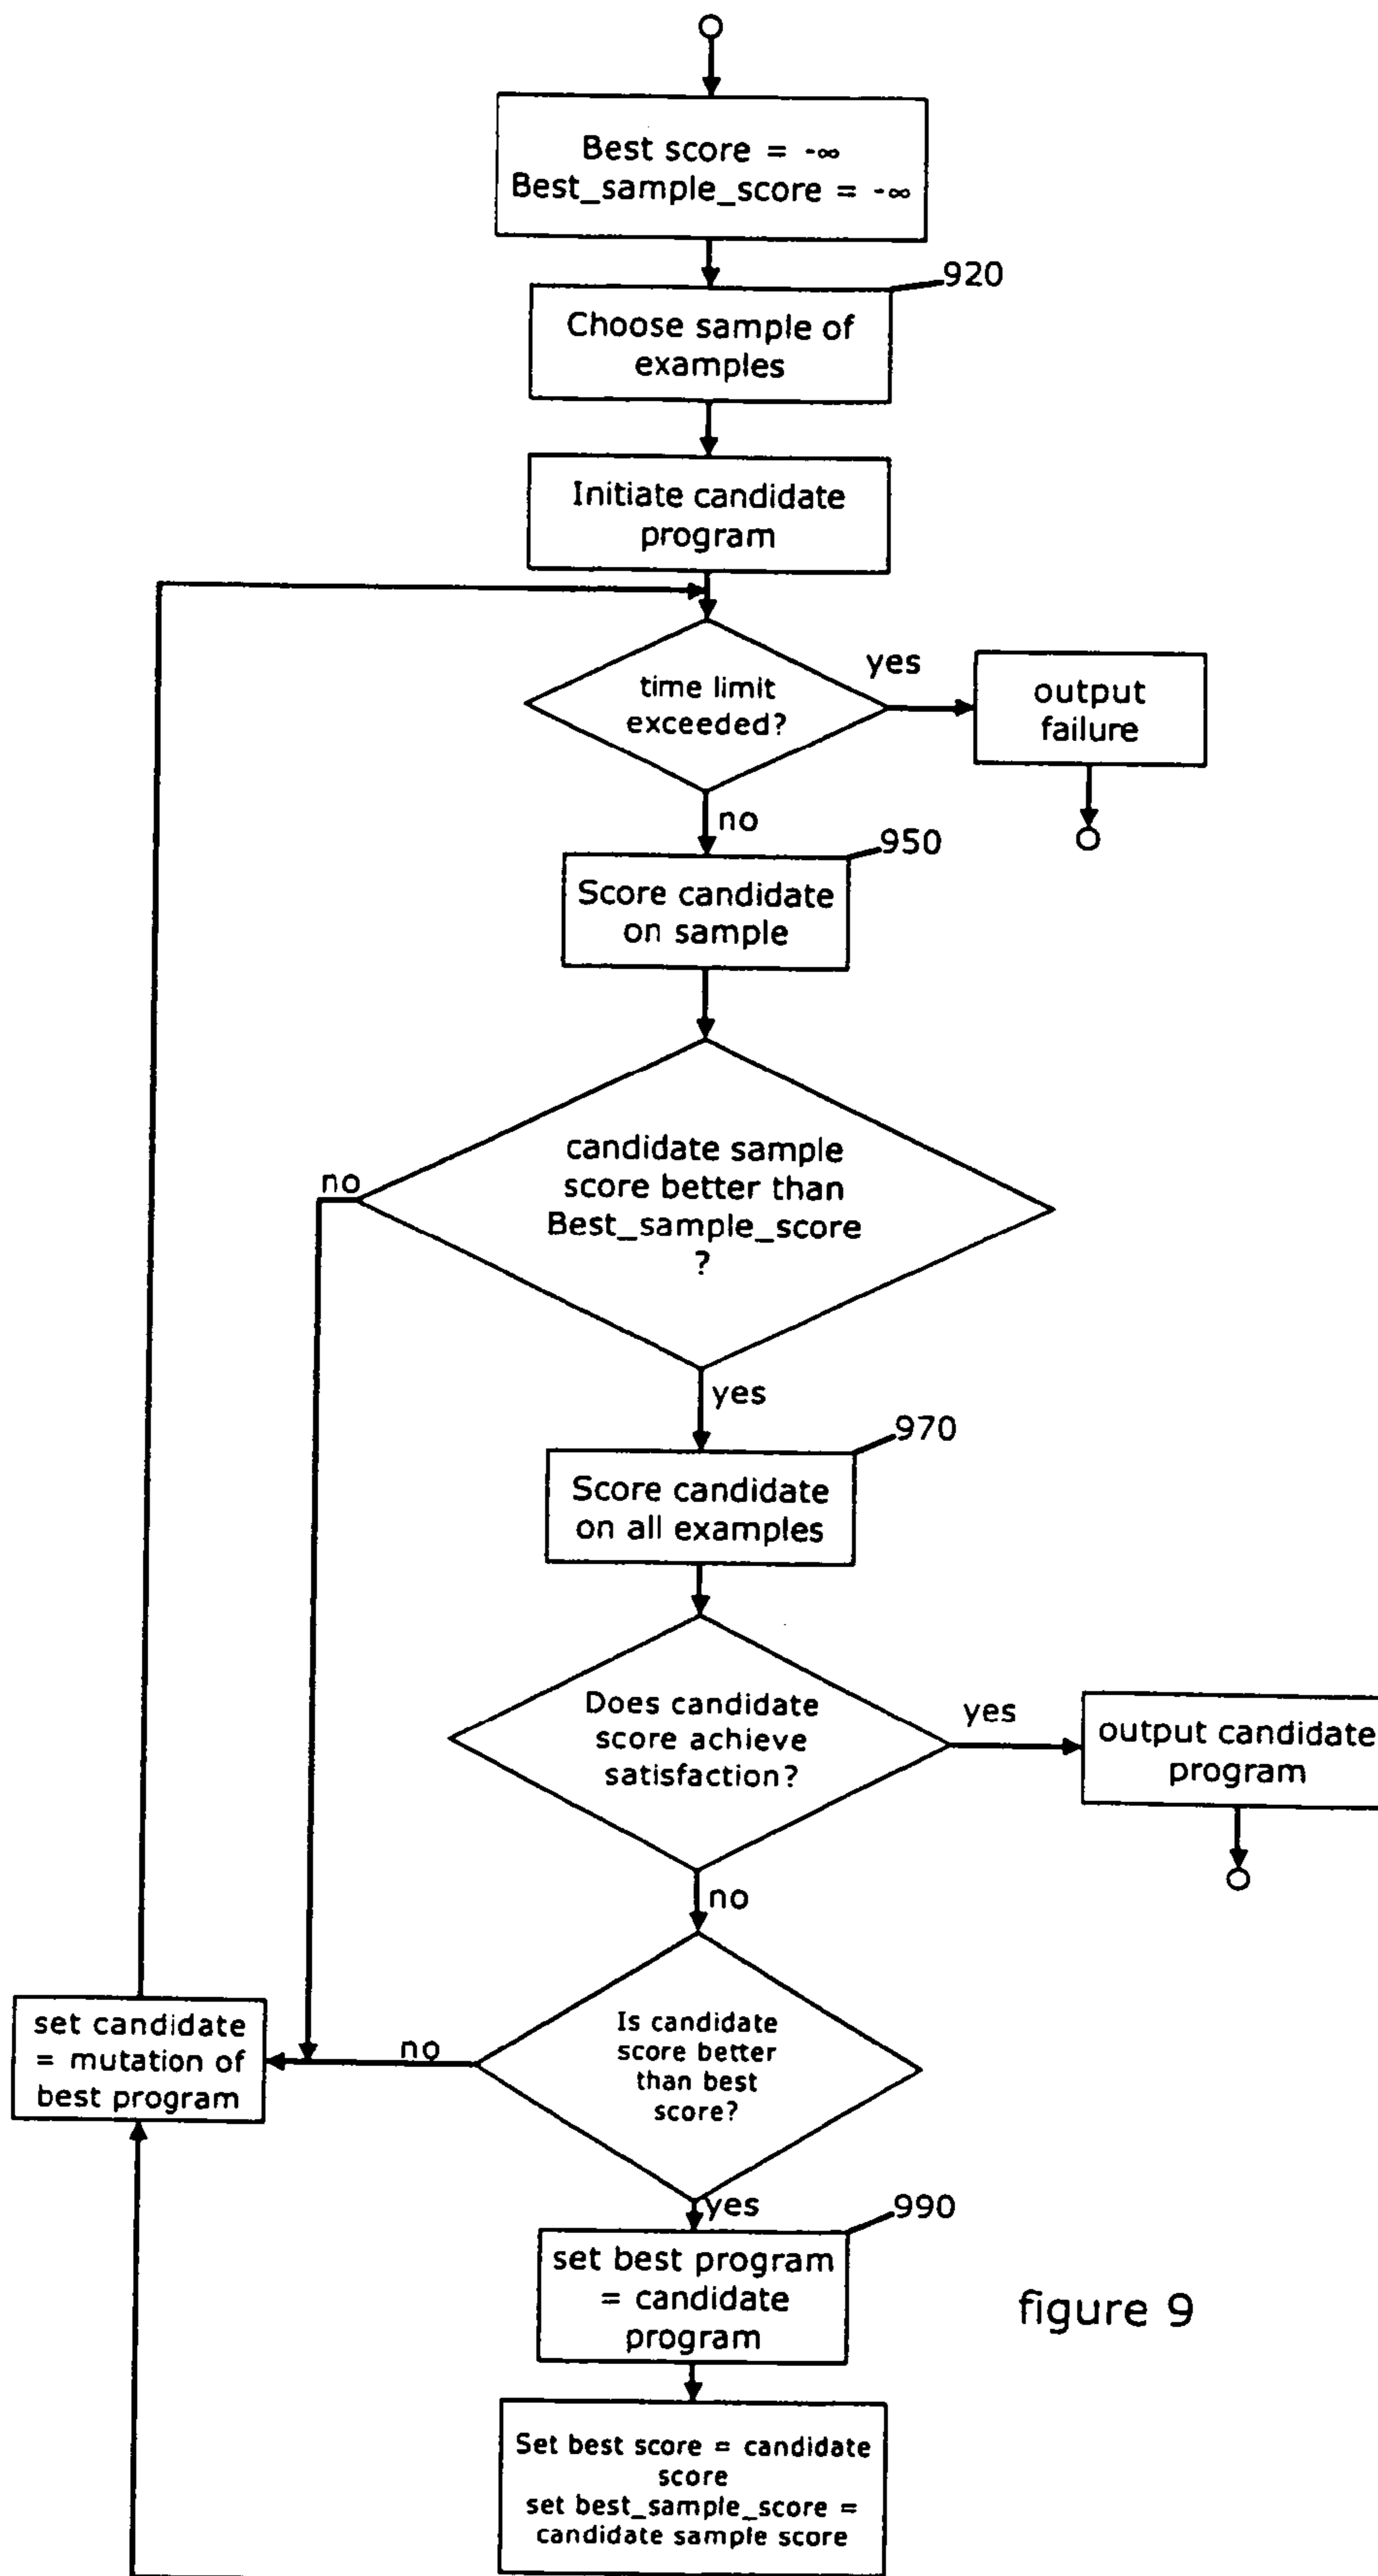 Best score = -∞
Best_sample_score = -∞
920
Choose sample of
examples
Initiate candidate
program
time limit
exceeded?
yes
output
failure
no
950
Score candidate
on sample
candidate sample
score better than
Best_sample_score
?
no
yes
970
Score candidate
on all examples
Does candidate
score achieve
satisfaction?
yes
output candidate
program
no
set candidate
= mutation of
best program
no
Is candidate
score better
than best
score?
yes
990
set best program
= candidate
program
figure 9
Set best score = candidate
score
set best_sample_score =
candidate sample score